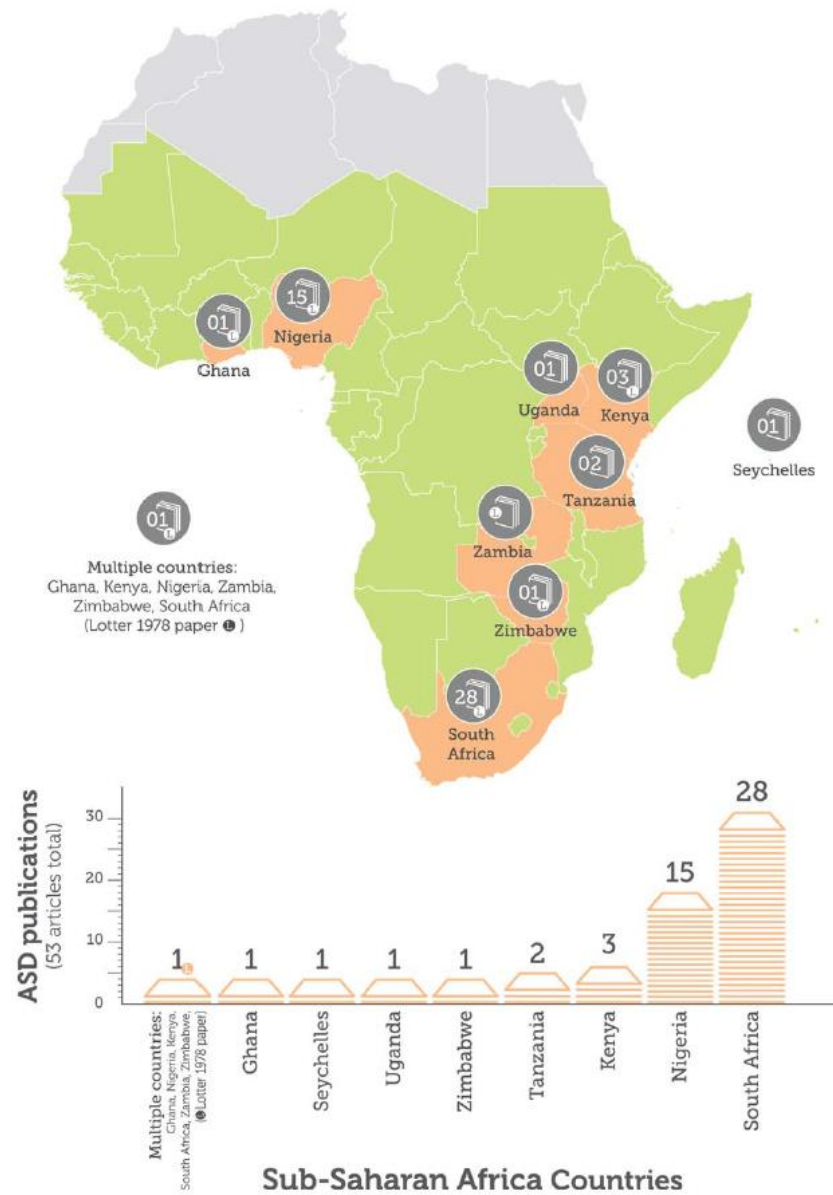 15
L
Nigeria
01
L
Ghana
01
Uganda
03
L
Kenya
01
Seychelles
02
Tanzania
L
Zambia
01
L
Multiple countries:
Ghana, Kenya, Nigeria, Zambia,
Zimbabwe, South Africa
(Lotter 1978 paper L )
01
L
Zimbabwe
28
L
South
Africa
ASD publications
(53 articles total)
30
20
10
0
1 L
1
1
1
1
2
3
15
28
Multiple countries:
Ghana, Nigeria, Kenya,
South Africa, Zambia, Zimbabwe,
(L Lotter 1978 paper)
Ghana
Seychelles
Uganda
Zimbabwe
Tanzania
Kenya
Nigeria
South Africa
Sub-Saharan Africa Countries